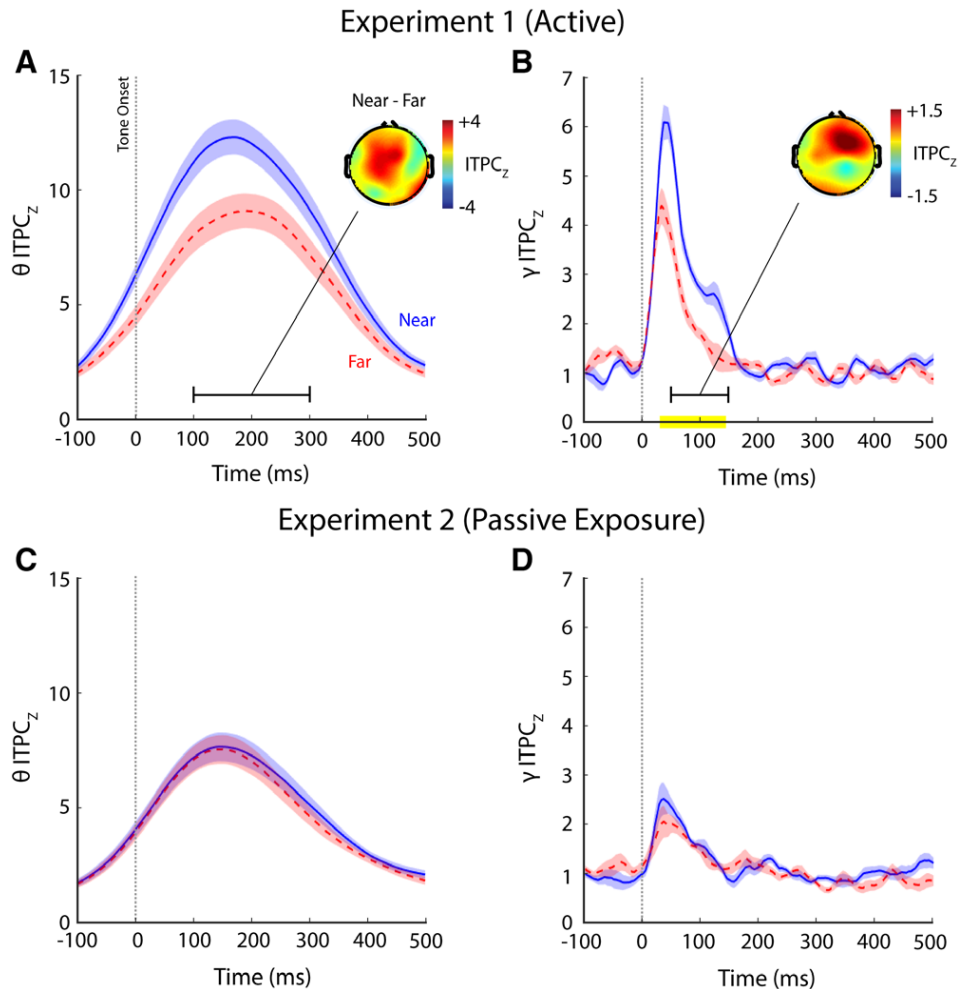 Experiment 1 (Active)
A
15
10
5
0
θ ITPCz
Tone Onset
Near - Far
+4
ITPCz
-4
Near
Far
-100 0 100 200 300 400 500
Time (ms)
B
7
6
5
4
3
2
1
0
γ ITPCz
+1.5
ITPCz
-1.5
-100 0 100 200 300 400 500
Time (ms)
Experiment 2 (Passive Exposure)
C
15
10
5
0
θ ITPCz
-100 0 100 200 300 400 500
Time (ms)
D
7
6
5
4
3
2
1
0
γ ITPCz
-100 0 100 200 300 400 500
Time (ms)